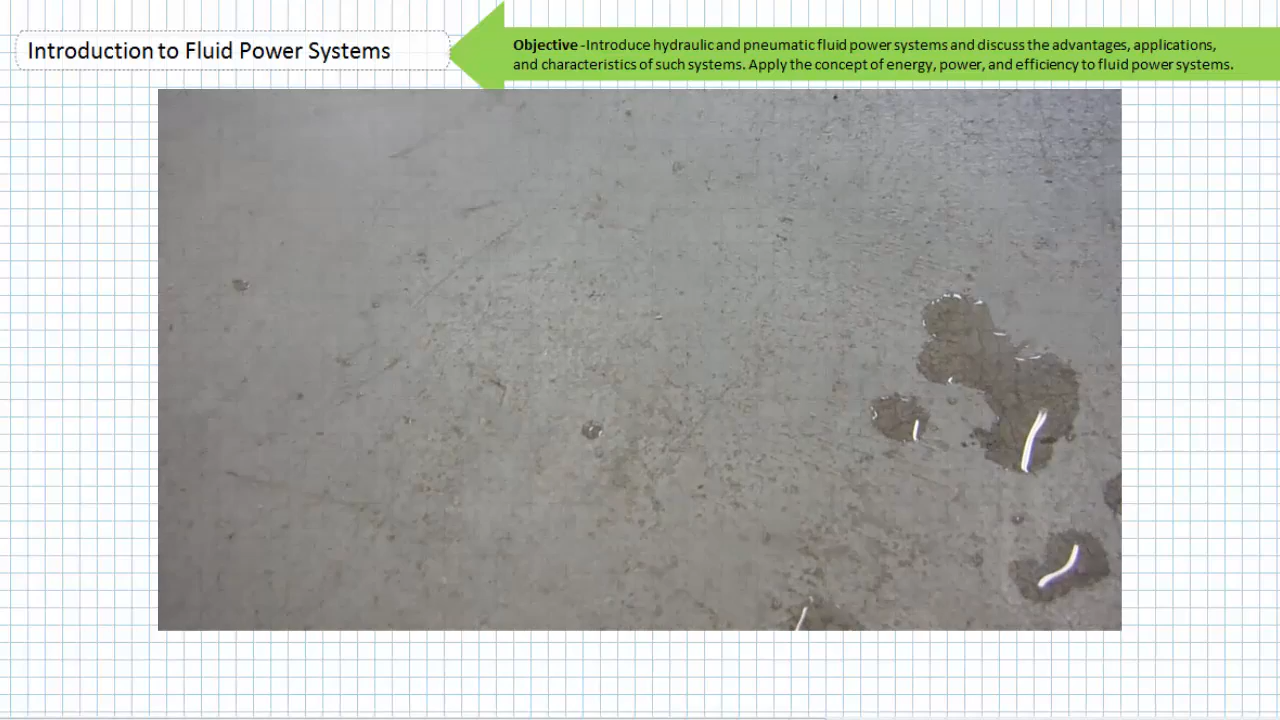 Introduction to Fluid Power Systems
Objective -Introduce hydraulic and pneumatic fluid power systems and discuss the advantages, applications,
and characteristics of such systems. Apply the concept of energy, power, and efficiency to fluid power systems.